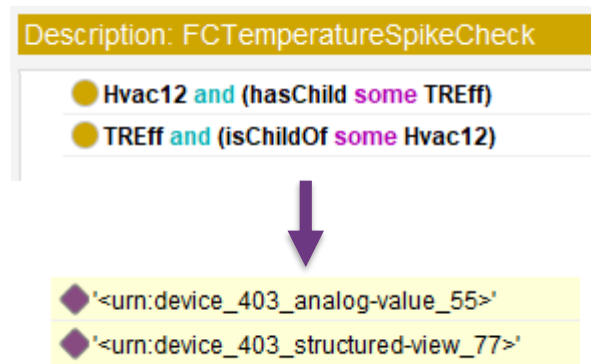 Description: FCTemperatureSpikeCheck
Hvac12 and (hasChild some TREff)
TREff and (isChildOf some Hvac12)
'<urn:device_403_analog-value_55>'
'<urn:device_403_structured-view_77>'